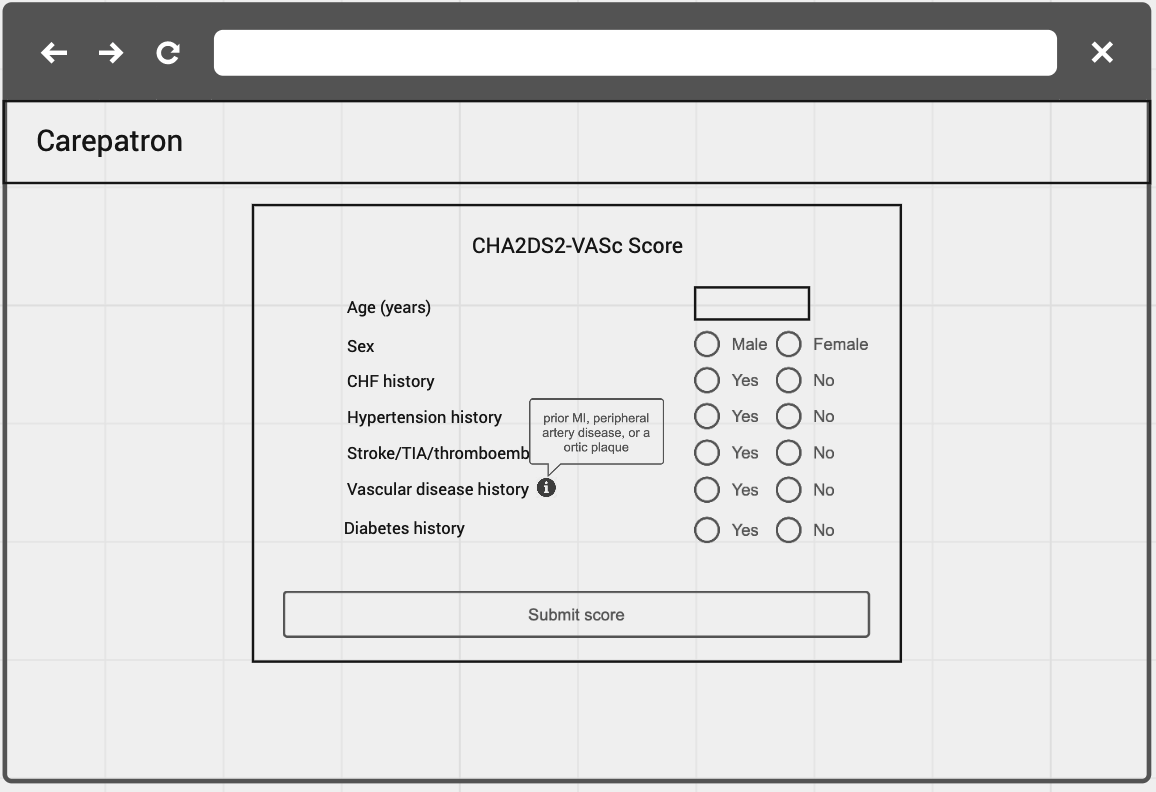 Carepatron
CHA2DS2-VASc Score
Age (years)
Sex
Male
Female
CHF history
Yes
No
Hypertension history
Yes
No
prior MI, peripheral
artery disease, or a
ortic plaque
Stroke/TIA/thromboemb
Yes
No
Vascular disease history
Yes
No
Diabetes history
Yes
No
Submit score